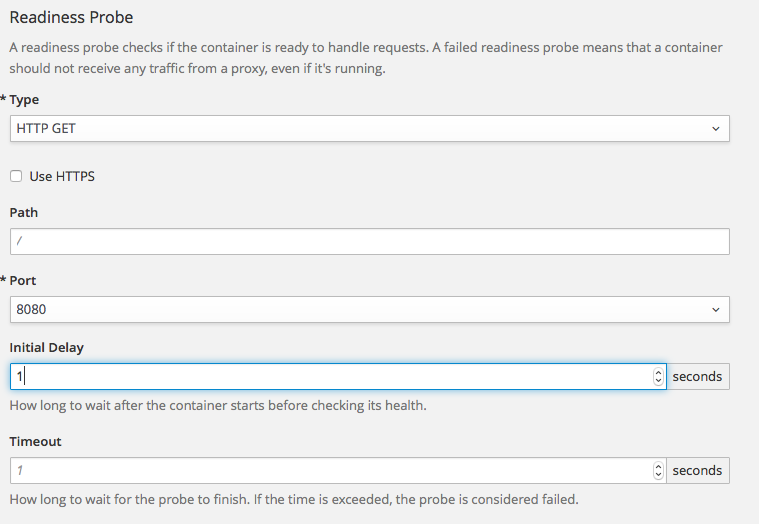 Readiness Probe
A readiness probe checks if the container is ready to handle requests. A failed readiness probe means that a container
should not receive any traffic from a proxy, even if it's running.
* Type
HTTP GET
Use HTTPS
Path
/
* Port
8080
Initial Delay
1 seconds
How long to wait after the container starts before checking its health.
Timeout
1 seconds
How long to wait for the probe to finish. If the time is exceeded, the probe is considered failed.